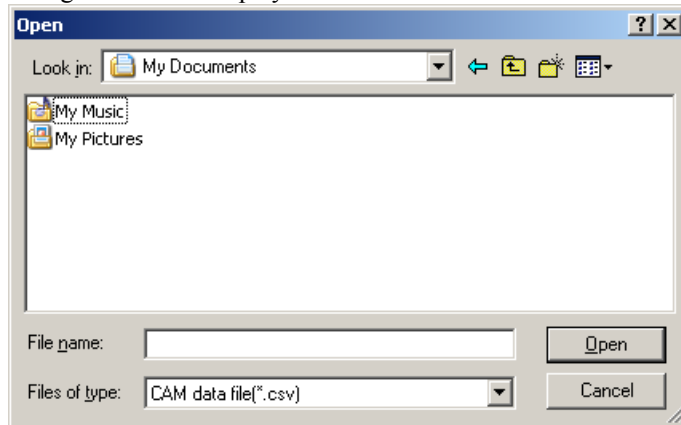 Open
Look in: My Documents
My Music
My Pictures
File name:
Open
Files of type: CAM data file(*.csv)
Cancel